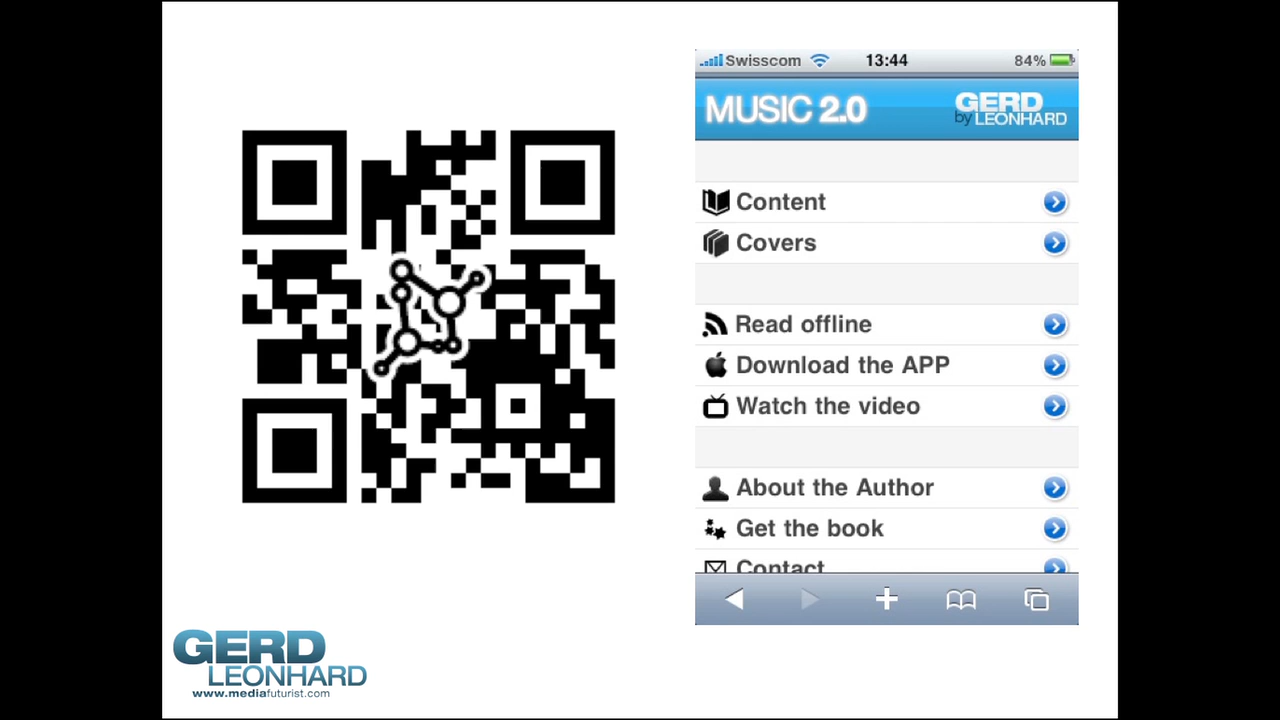 Swisscom 13:44 84%
MUSIC 2.0
GERD
by LEONHARD
Content
Covers
Read offline
Download the APP
Watch the video
About the Author
Get the book
Contact
GERD
LEONHARD
www.mediafuturist.com